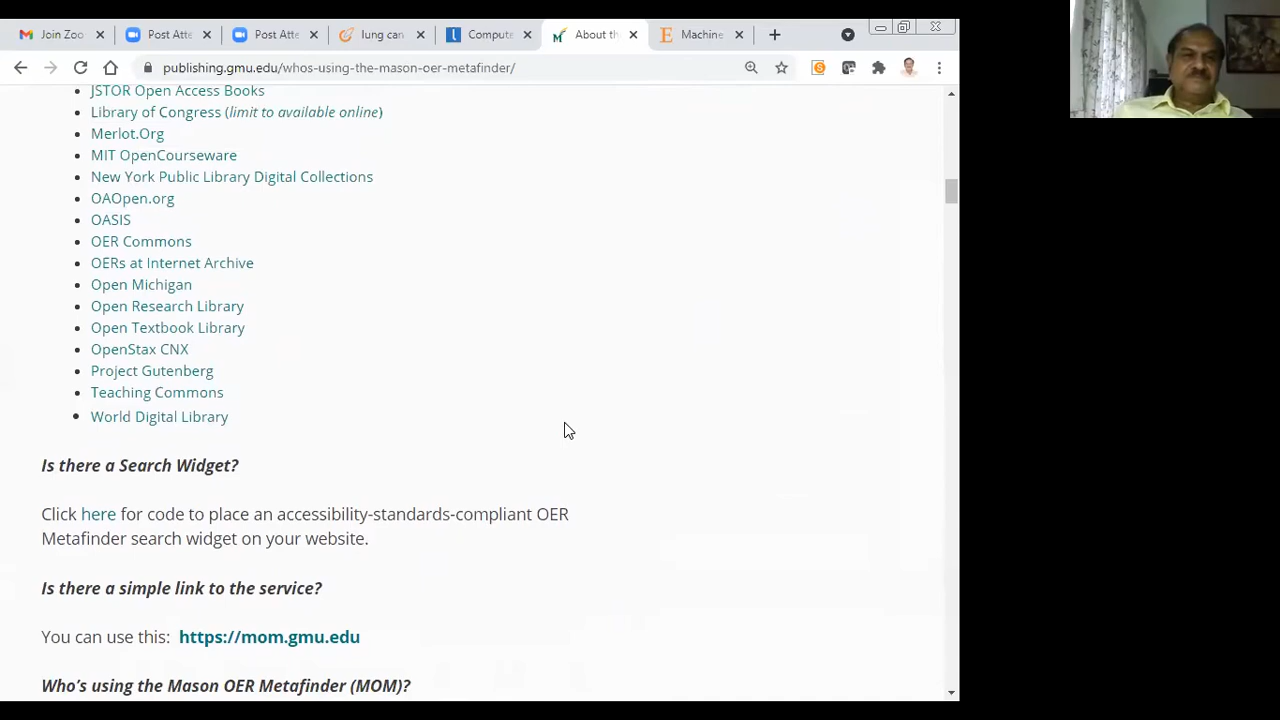 Join Zoo
Post Atte
Post Atte
lung can
Compute
About th
Machine
publishing.gmu.edu/whos-using-the-mason-oer-metafinder/
JSTOR Open Access Books
Library of Congress (limit to available online)
Merlot.Org
MIT OpenCourseware
New York Public Library Digital Collections
OAOpen.org
OASIS
OER Commons
OERs at Internet Archive
Open Michigan
Open Research Library
Open Textbook Library
OpenStax CNX
Project Gutenberg
Teaching Commons
World Digital Library
Is there a Search Widget?
Click here for code to place an accessibility-standards-compliant OER
Metafinder search widget on your website.
Is there a simple link to the service?
You can use this: https://mom.gmu.edu
Who's using the Mason OER Metafinder (MOM)?